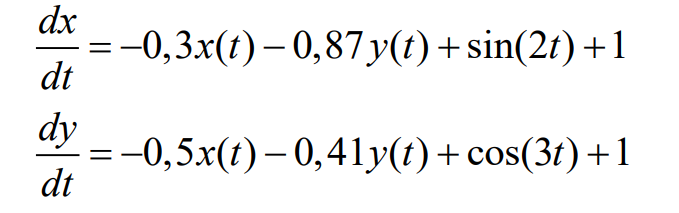 dx/dt = −0,3x(t) − 0,87y(t) + sin(2t) + 1
dy/dt = −0,5x(t) − 0,41y(t) + cos(3t) + 1